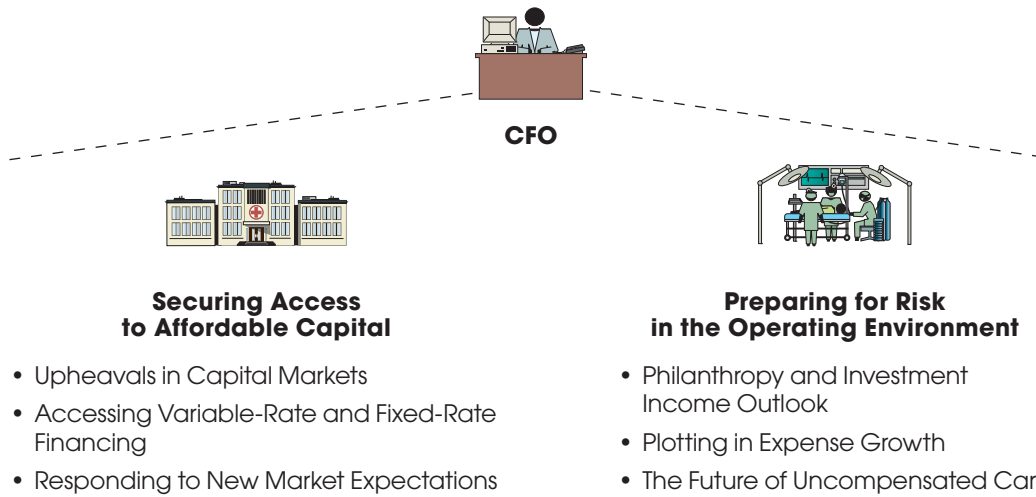 CFO
Securing Access
to Affordable Capital
• Upheavals in Capital Markets
• Accessing Variable-Rate and Fixed-Rate
Financing
• Responding to New Market Expectations
Preparing for Risk
in the Operating Environment
• Philanthropy and Investment
Income Outlook
• Plotting in Expense Growth
• The Future of Uncompensated Car